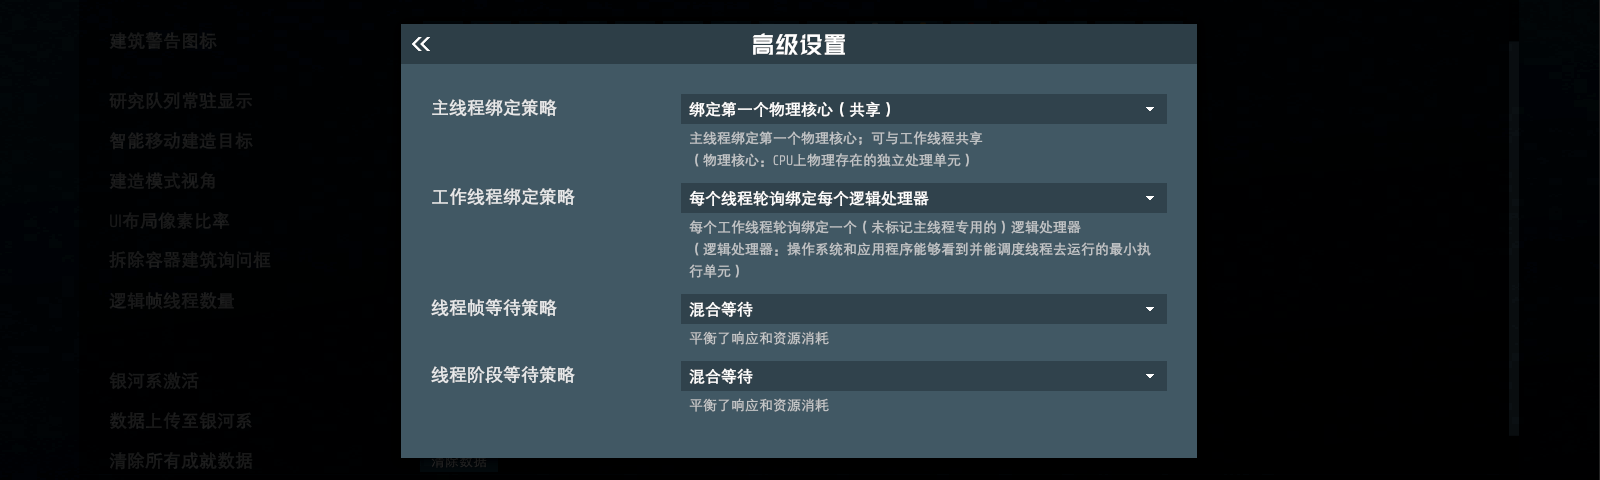 建筑警告图标
研究队列常驻显示
智能移动建造目标
建造模式视角
UI布局像素比率
拆除容器建筑询问框
逻辑帧线程数量
银河系激活
数据上传至银河系
清除所有成就数据
高级设置
主线程绑定策略
绑定第一个物理核心（共享）
主线程绑定第一个物理核心；可与工作线程共享
（物理核心：CPU上物理存在的独立处理单元）
工作线程绑定策略
每个线程轮询绑定每个逻辑处理器
每个工作线程轮询绑定一个（未标记主线程专用的）逻辑处理器
（逻辑处理器：操作系统和应用程序能够看到并能调度线程去运行的最小执
行单元）
线程帧等待策略
混合等待
平衡了响应和资源消耗
线程阶段等待策略
混合等待
平衡了响应和资源消耗
清除数据